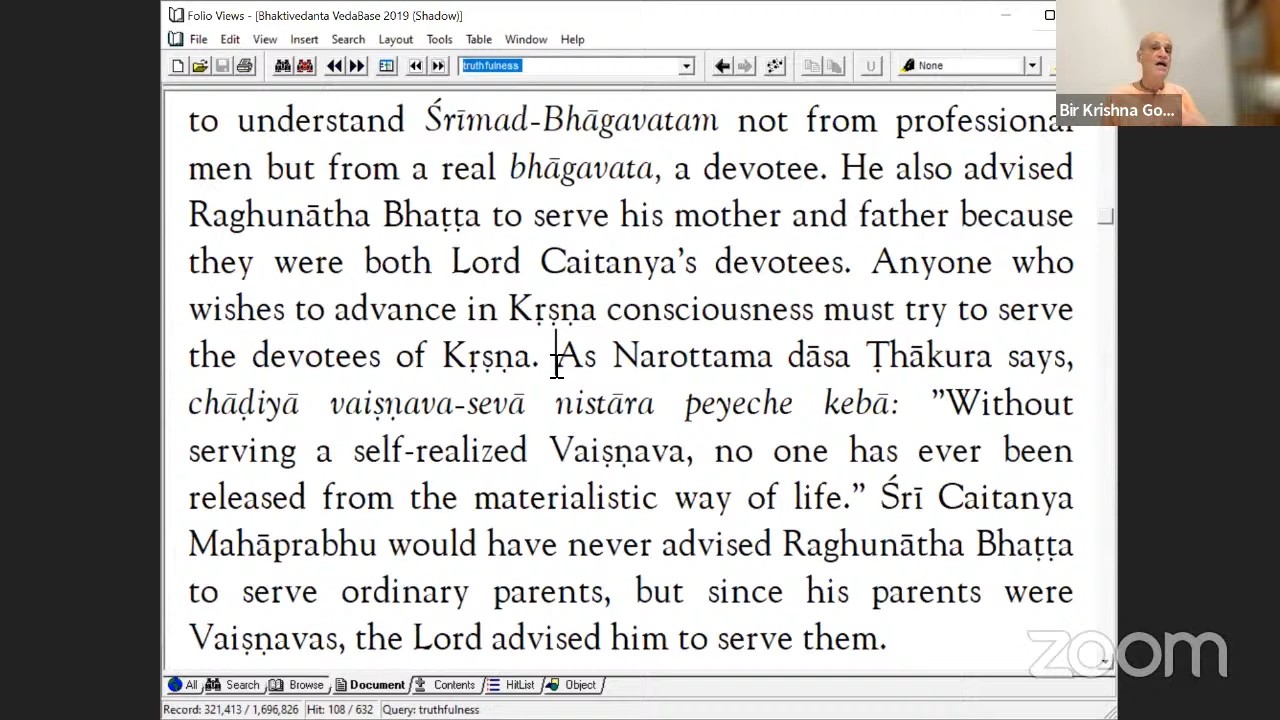 Folio Views - [Bhaktivedanta VedaBase 2019 (Shadow)]
File Edit View Insert Search Layout Tools Table Window Help
truthfulness
U
None
Bir Krishna Go...
to understand Śrīmad-Bhāgavatam not from professional
men but from a real bhāgavata, a devotee. He also advised
Raghunātha Bhaṭṭa to serve his mother and father because
they were both Lord Caitanya’s devotees. Anyone who
wishes to advance in Kṛṣṇa consciousness must try to serve
the devotees of Kṛṣṇa. As Narottama dāsa Ṭhākura says,
chāḍiyā vaiṣṇava-sevā nistāra peyeche kebā: ”Without
serving a self-realized Vaiṣṇava, no one has ever been
released from the materialistic way of life.” Śrī Caitanya
Mahāprabhu would have never advised Raghunātha Bhaṭṭa
to serve ordinary parents, but since his parents were
Vaiṣṇavas, the Lord advised him to serve them.
zoom
All Search Browse Document Contents HitList Object
Record: 321,413 / 1,696,826 Hit: 108 / 632 Query: truthfulness